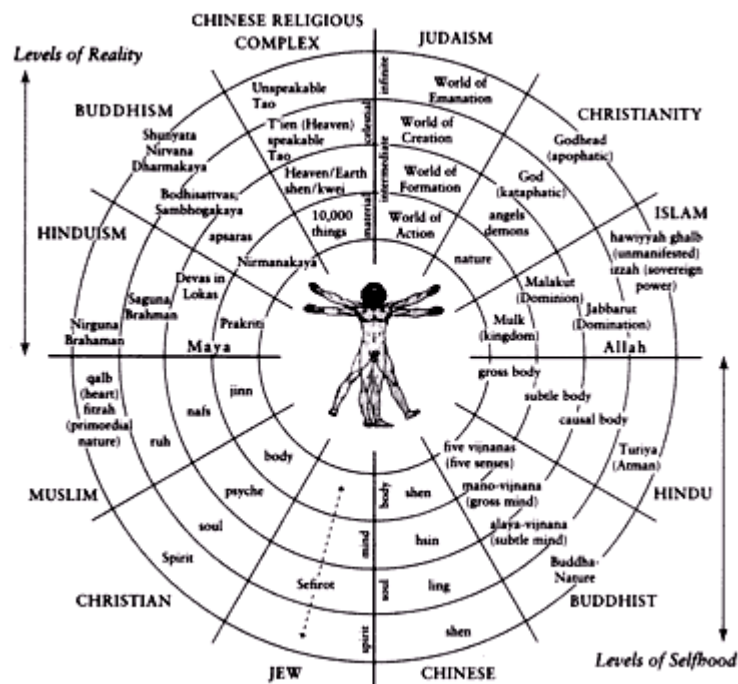 CHINESE RELIGIOUS
COMPLEX
JUDAISM
Levels of Reality
infinite
Unspeakable
Tao
World of
Emanation
BUDDHISM
CHRISTIANITY
celestial
T'ien (Heaven)
speakable
Tao
World of
Creation
Shunyata
Nirvana
Dharmakaya
Godhead
(apophatic)
intermediate
Heaven/Earth
shen/kwei
World of
Formation
God
(kataphatic)
Bodhisattvas,
Sambhogakaya
material
10,000
things
World of
Action
angels
demons
ISLAM
HINDUISM
apsaras
Nirmanakaya
nature
hawiyyah ghalb
(unmanifested)
izzah (sovereign
power)
Devas in
Lokas
Malakut
(Dominion)
Saguna
Brahman
Jabbarut
(Domination)
Nirguna
Brahaman
Prakriti
Mulk
(kingdom)
Maya
Allah
qalb
(heart)
fitrah
(primoedial
nature)
jinn
gross body
nafs
subtle body
ruh
causal body
Turiya
(Atman)
body
five vijnanas
(five senses)
MUSLIM
HINDU
psyche
body
shen
mano-vijnana
(gross mind)
soul
mind
hsin
alaya-vijnana
(subtle mind)
Spirit
Buddha-
Nature
Sefirot
soul
ling
CHRISTIAN
BUDDHIST
spirit
shen
JEW
CHINESE
Levels of Selfhood